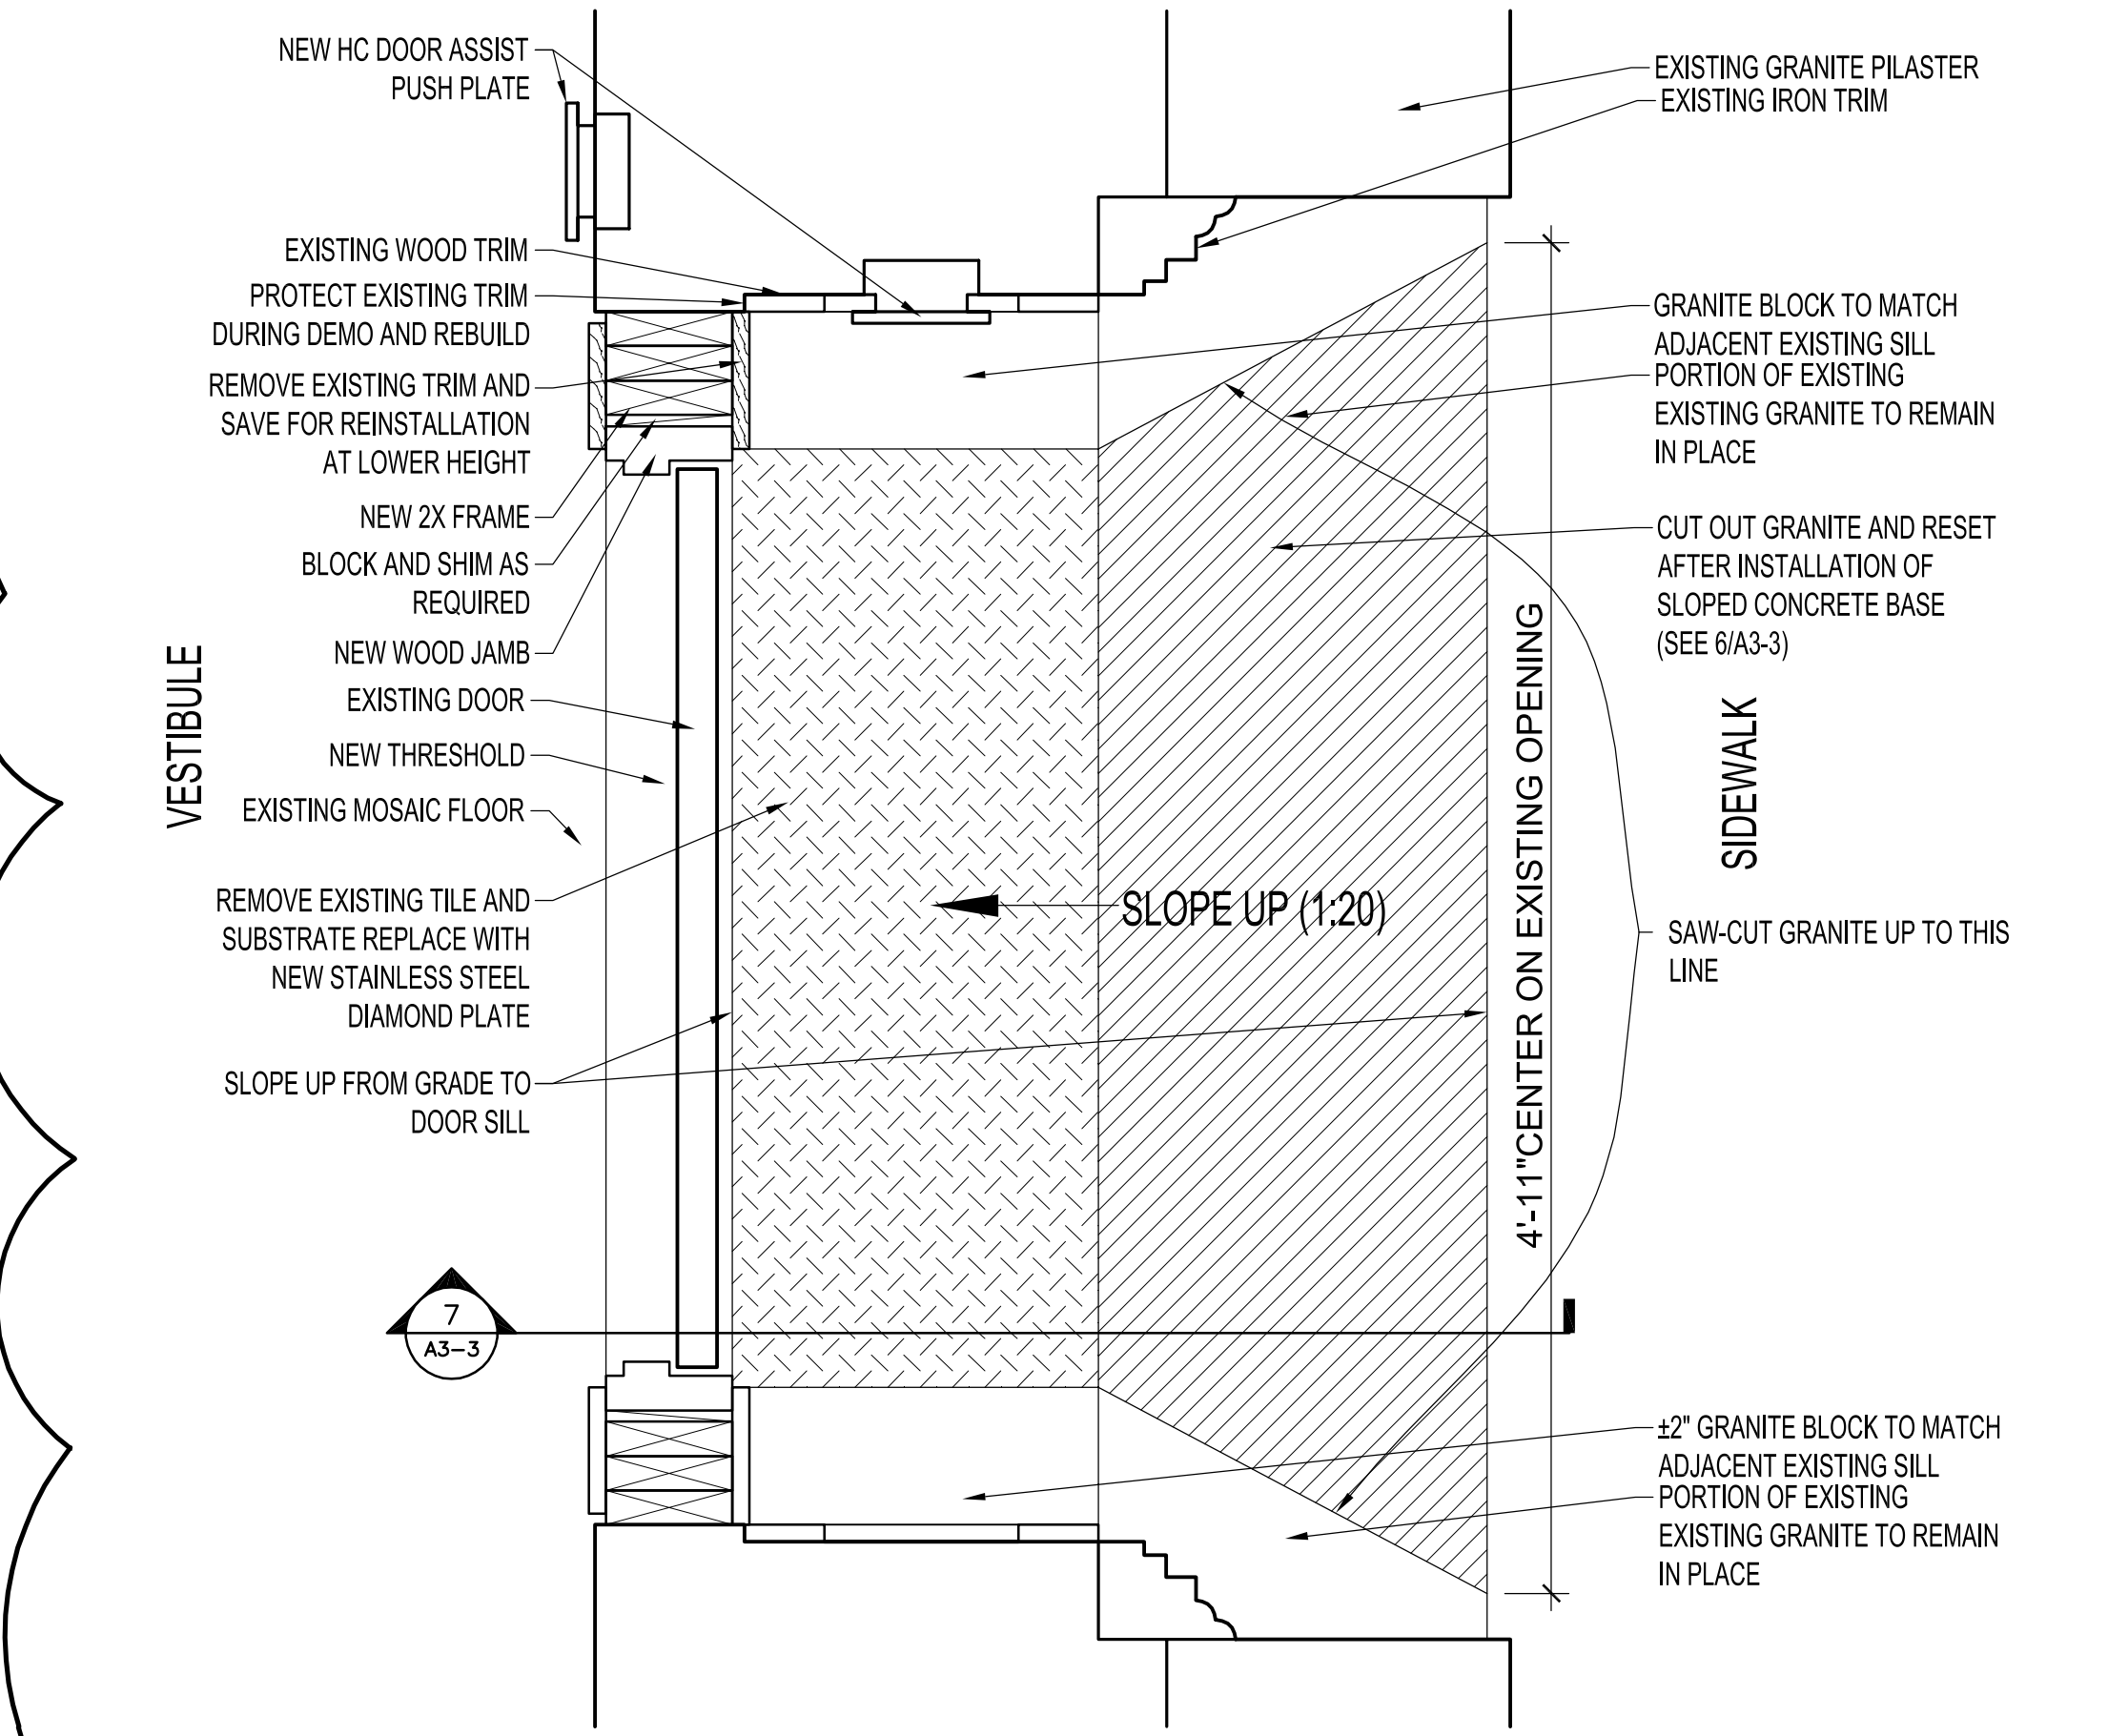 NEW HC DOOR ASSIST
PUSH PLATE
EXISTING WOOD TRIM
PROTECT EXISTING TRIM
DURING DEMO AND REBUILD
REMOVE EXISTING TRIM AND
SAVE FOR REINSTALLATION
AT LOWER HEIGHT
NEW 2X FRAME
BLOCK AND SHIM AS
REQUIRED
NEW WOOD JAMB
EXISTING DOOR
NEW THRESHOLD
EXISTING MOSAIC FLOOR
REMOVE EXISTING TILE AND
SUBSTRATE REPLACE WITH
NEW STAINLESS STEEL
DIAMOND PLATE
SLOPE UP FROM GRADE TO
DOOR SILL
VESTIBULE
7
A3-3
SLOPE UP (1:20)
4'-11"CENTER ON EXISTING OPENING
SIDEWALK
EXISTING GRANITE PILASTER
EXISTING IRON TRIM
GRANITE BLOCK TO MATCH
ADJACENT EXISTING SILL
PORTION OF EXISTING
EXISTING GRANITE TO REMAIN
IN PLACE
CUT OUT GRANITE AND RESET
AFTER INSTALLATION OF
SLOPED CONCRETE BASE
(SEE 6/A3-3)
SAW-CUT GRANITE UP TO THIS
LINE
±2" GRANITE BLOCK TO MATCH
ADJACENT EXISTING SILL
PORTION OF EXISTING
EXISTING GRANITE TO REMAIN
IN PLACE